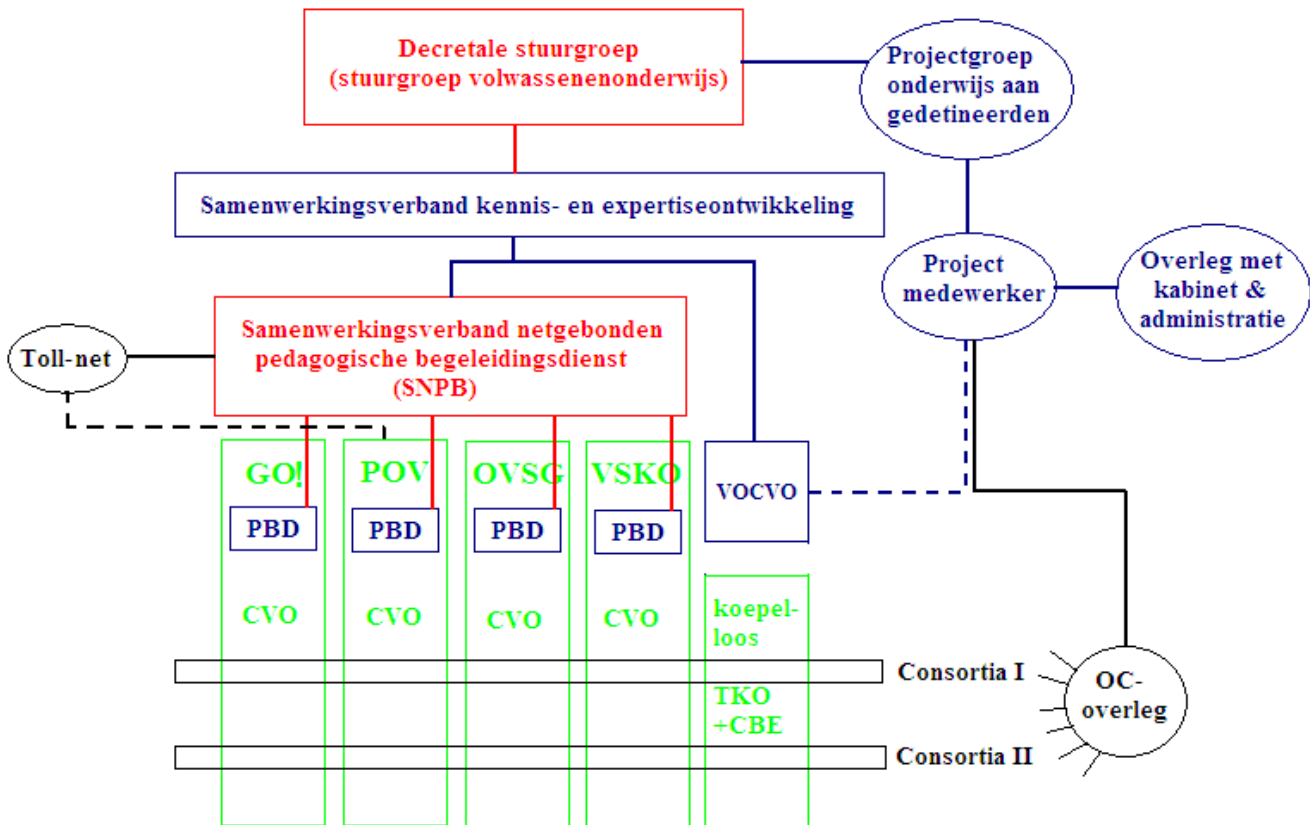 Decretale stuurgroep
(stuurgroep volwassenenonderwijs)
Projectgroep
onderwijs aan
gedetineerden
Samenwerkingsverband kennis- en expertiseontwikkeling
Project
medewerker
Overleg met
kabinet &
administratie
Toll-net
Samenwerkingsverband netgebonden
pedagogische begeleidingsdienst
(SNPB)
GO!
POV
OVSG
VSKO
VOCVO
PBD
PBD
PBD
PBD
CVO
CVO
CVO
CVO
koepel-
loos
Consortia I
TKO
+CBE
OC-
overleg
Consortia II